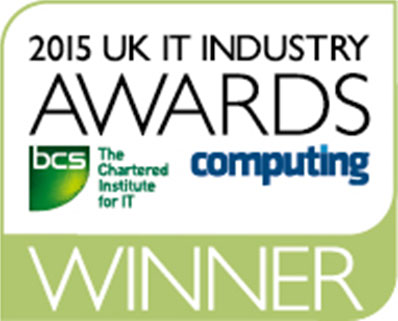 2015 UK IT INDUSTRY
AWARDS
bcs
The
Chartered
Institute
for IT
computing
WINNER